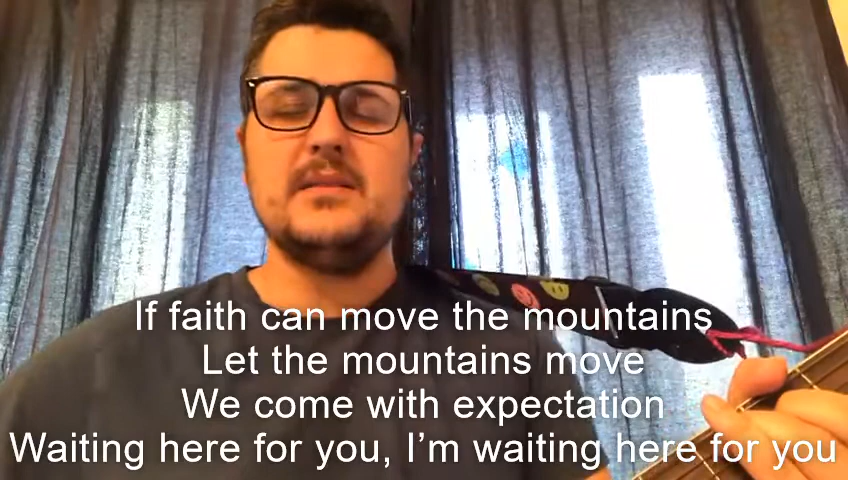 If faith can move the mountains
Let the mountains move
We come with expectation
Waiting here for you, I’m waiting here for you